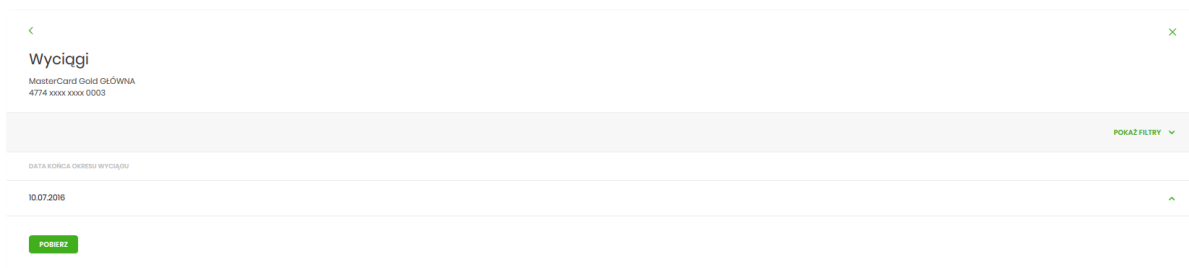 Wyciągi
MasterCard Gold GŁÓWNA
4774 xxxx xxxx 0003
POKAŻ FILTRY
DATA KOŃCA OKRESU WYCIĄGU
10.07.2016
POBIERZ